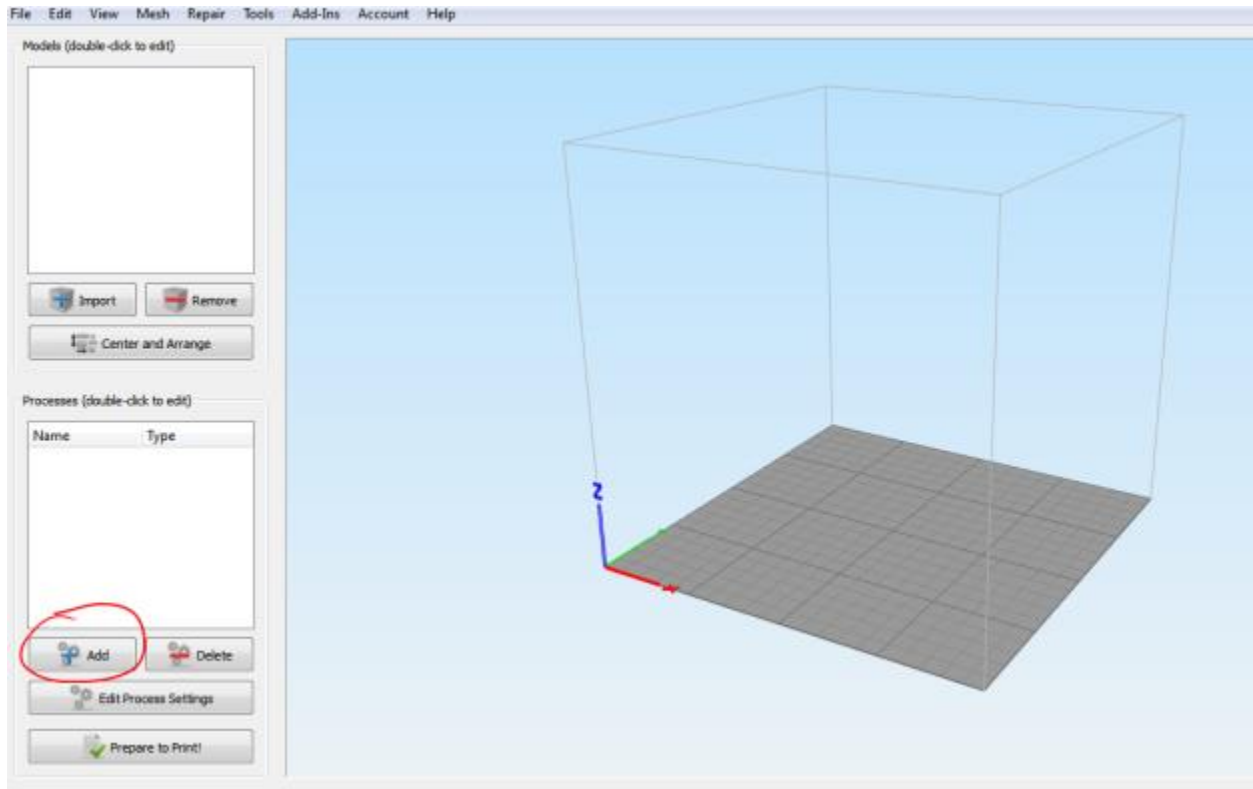 File Edit View Mesh Repair Tools Add-Ins Account Help
Models (double-click to edit)
Import Remove
Center and Arrange
Processes (double-click to edit)
Name Type
Add Delete
Edit Process Settings
Prepare to Print!
Z
X